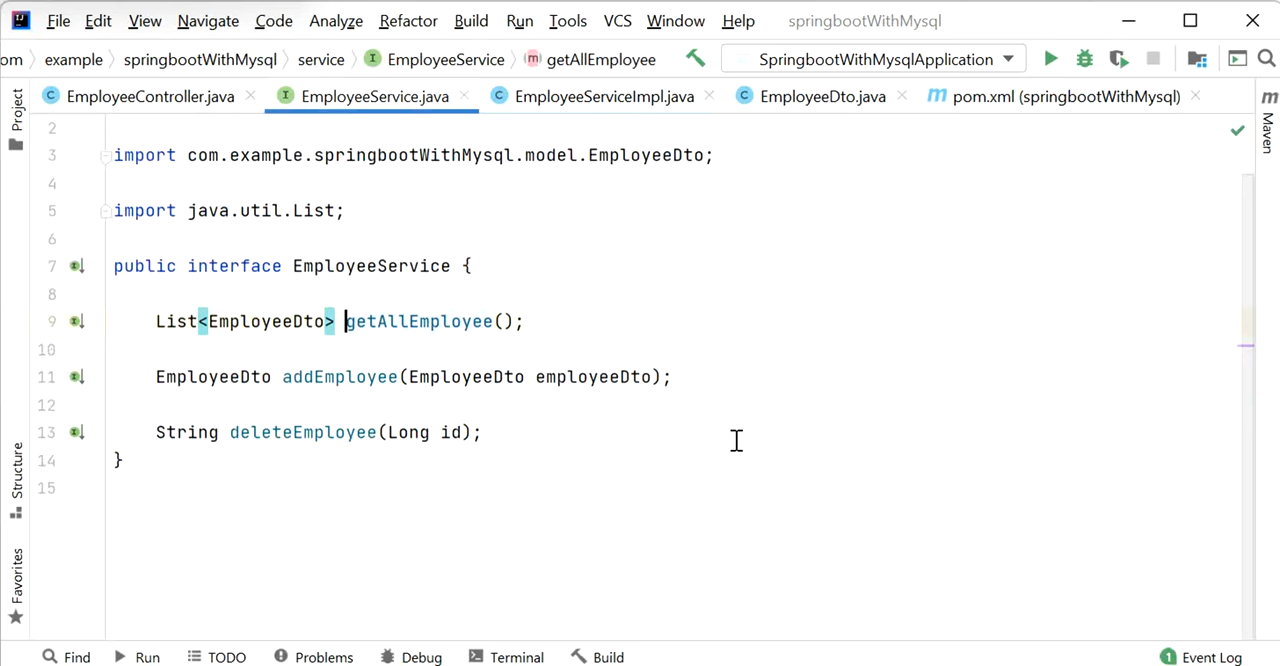 File Edit View Navigate Code Analyze Refactor Build Run Tools VCS Window Help springbootWithMysql
om example springbootWithMysql service I EmployeeService m getAllEmployee SpringbootWithMysqlApplication
C EmployeeController.java I EmployeeService.java C EmployeeServiceImpl.java C EmployeeDto.java m pom.xml (springbootWithMysql)
Project
Structure
Favorites
2
3 import com.example.springbootWithMysql.model.EmployeeDto;
4
5 import java.util.List;
6
7 public interface EmployeeService {
8
9 List<EmployeeDto> getAllEmployee();
10
11 EmployeeDto addEmployee(EmployeeDto employeeDto);
12
13 String deleteEmployee(Long id);
14 }
15
m Maven
Find Run TODO Problems Debug Terminal Build 1 Event Log